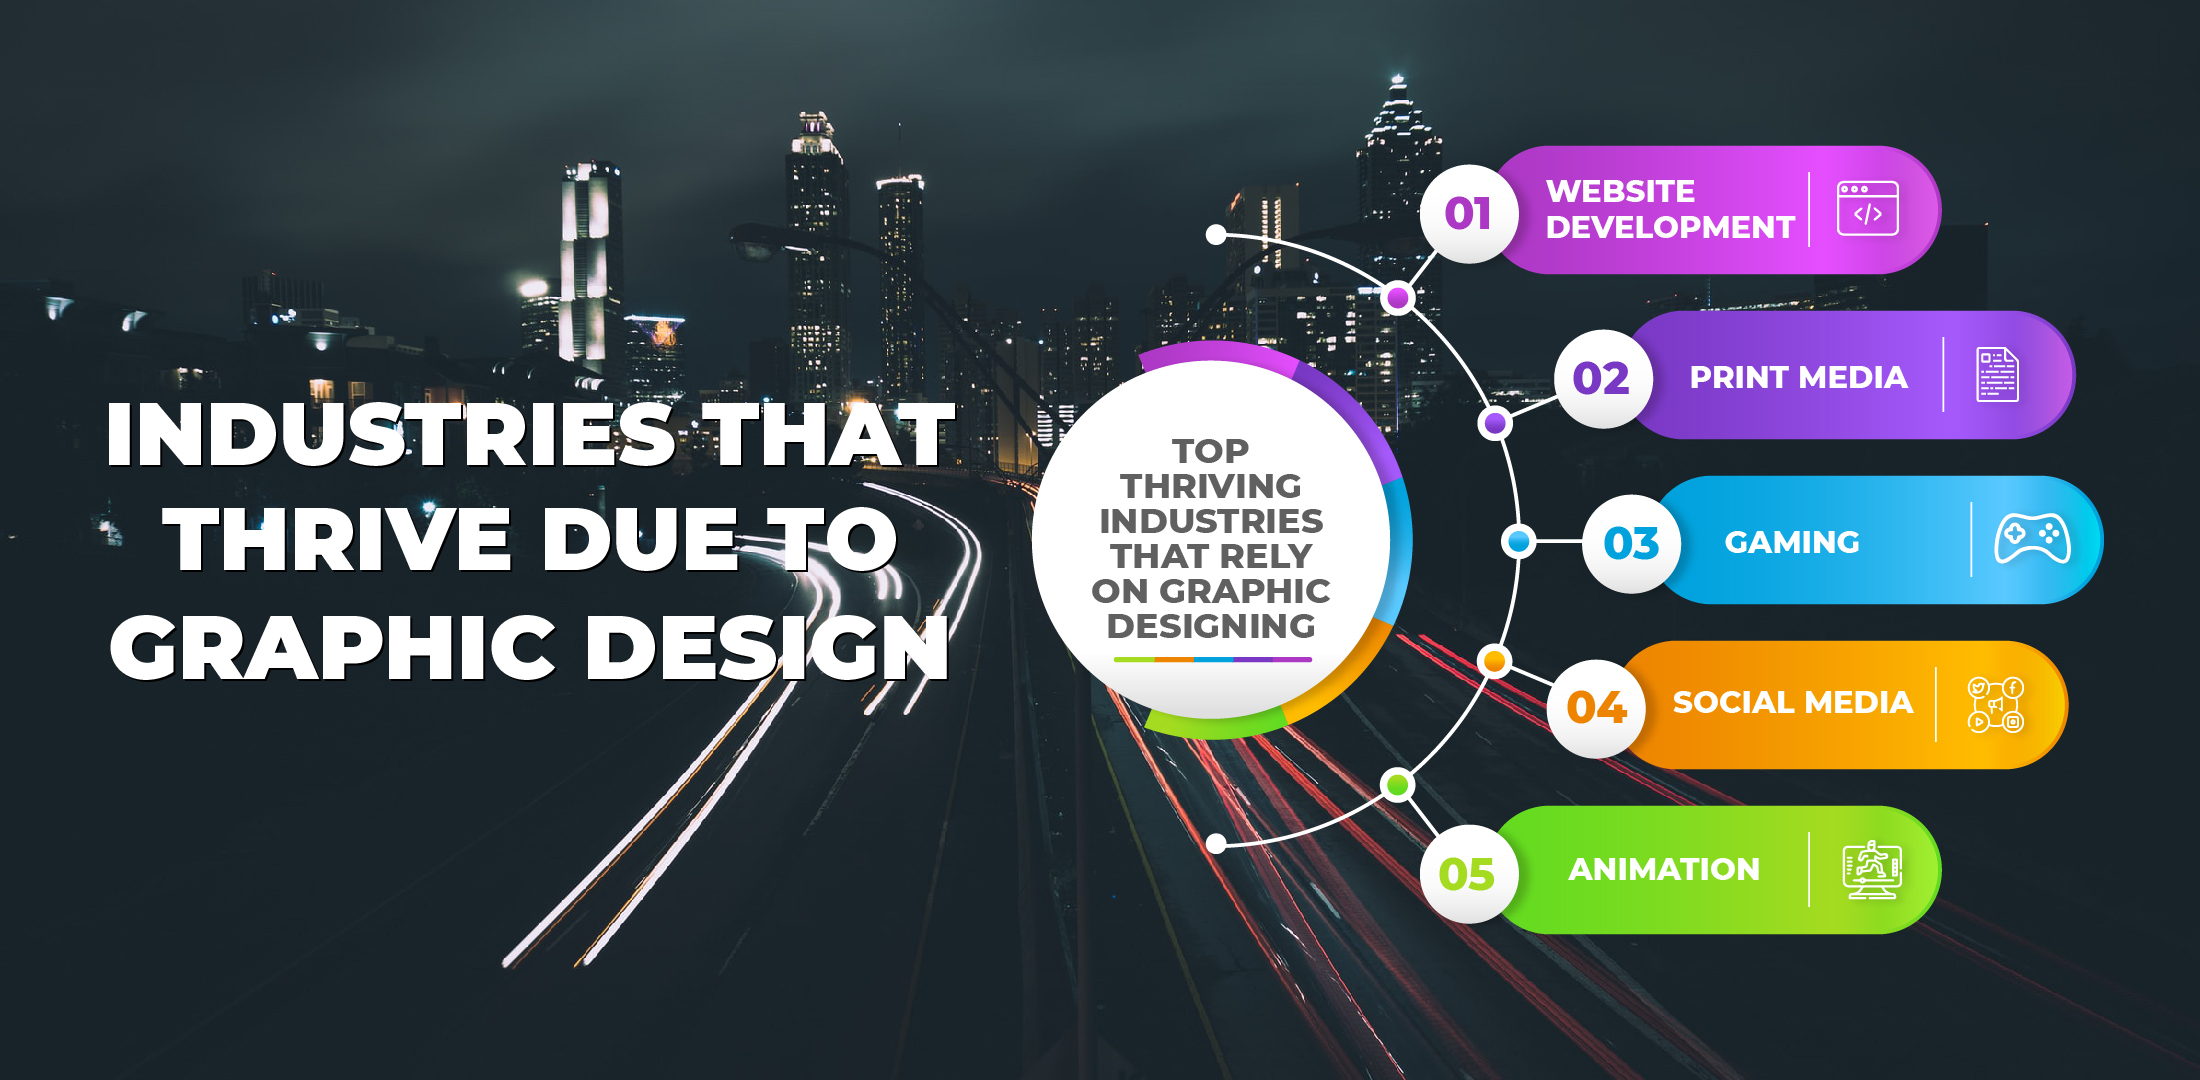 INDUSTRIES THAT
THRIVE DUE TO
GRAPHIC DESIGN
TOP
THRIVING
INDUSTRIES
THAT RELY
ON GRAPHIC
DESIGNING
01
WEBSITE
DEVELOPMENT
</>
02
PRINT MEDIA
03
GAMING
04
SOCIAL MEDIA
05
ANIMATION